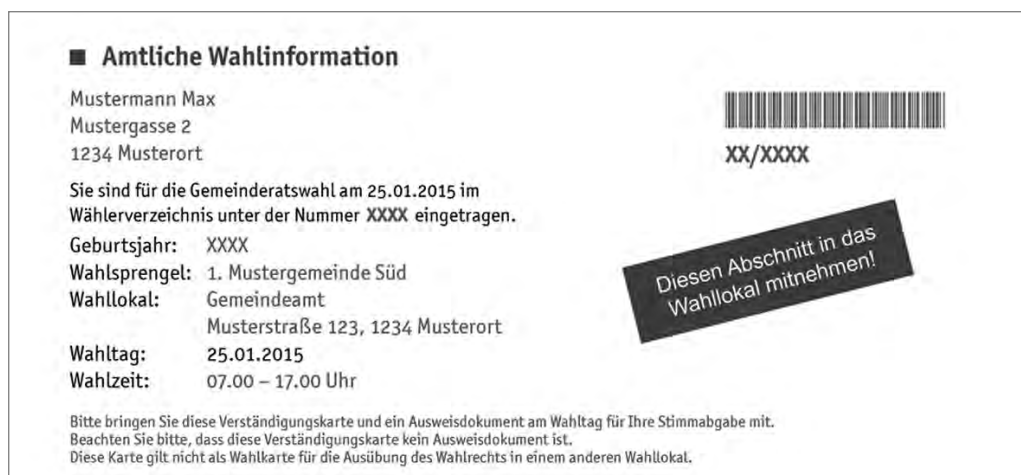 Amtliche Wahlinformation
Mustermann Max
Mustergasse 2
1234 Musterort
XX/XXXX
Sie sind für die Gemeinderatswahl am 25.01.2015 im
Wählerverzeichnis unter der Nummer XXXX eingetragen.
Geburtsjahr: XXXX
Wahlsprengel: 1. Mustergemeinde Süd
Wahllokal: Gemeindeamt
Musterstraße 123, 1234 Musterort
Wahltag: 25.01.2015
Wahlzeit: 07.00 – 17.00 Uhr
Diesen Abschnitt in das
Wahllokal mitnehmen!
Bitte bringen Sie diese Verständigungskarte und ein Ausweisdokument am Wahltag für Ihre Stimmabgabe mit.
Beachten Sie bitte, dass diese Verständigungskarte kein Ausweisdokument ist.
Diese Karte gilt nicht als Wahlkarte für die Ausübung des Wahlrechts in einem anderen Wahllokal.